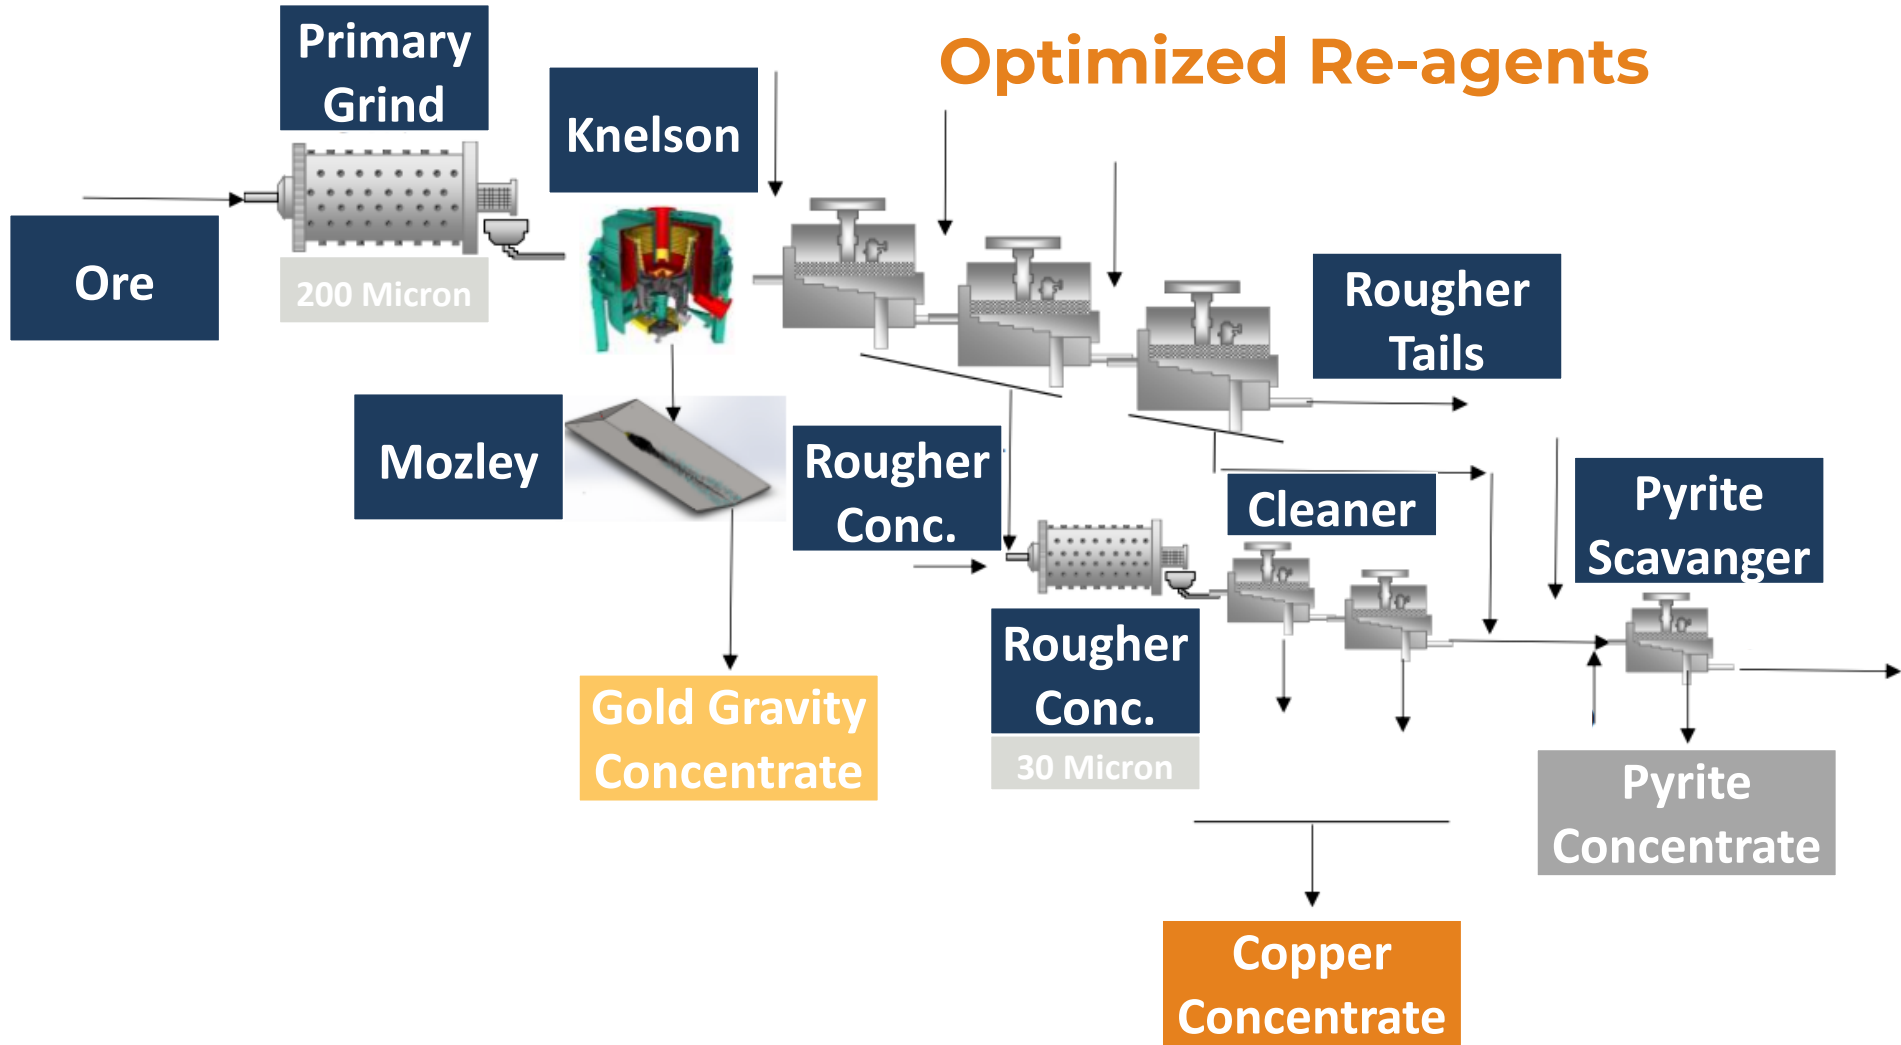 Optimized Re-agents
Primary
Grind
Knelson
Ore
200 Micron
Rougher
Tails
Mozley
Rougher
Conc.
Cleaner
Pyrite
Scavanger
Rougher
Conc.
30 Micron
Gold Gravity
Concentrate
Pyrite
Concentrate
Copper
Concentrate